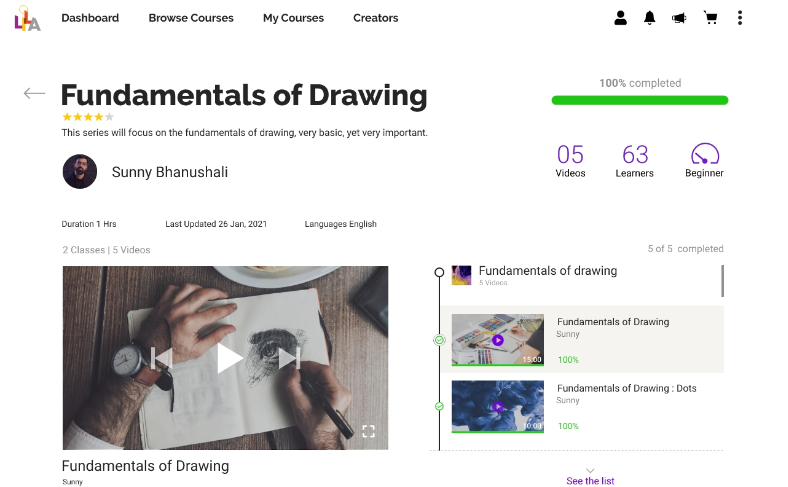 LILA
Dashboard Browse Courses My Courses Creators
100% completed
Fundamentals of Drawing
This series will focus on the fundamentals of drawing, very basic, yet very important.
05 63
Videos Learners Beginner
Sunny Bhanushali
Duration 1 Hrs Last Updated 26 Jan, 2021 Languages English
2 Classes | 5 Videos
5 of 5 completed
Fundamentals of drawing
5 Videos
Fundamentals of Drawing
Sunny
15:00
100%
Fundamentals of Drawing : Dots
Sunny
10:03
100%
Fundamentals of Drawing
Sunny
See the list